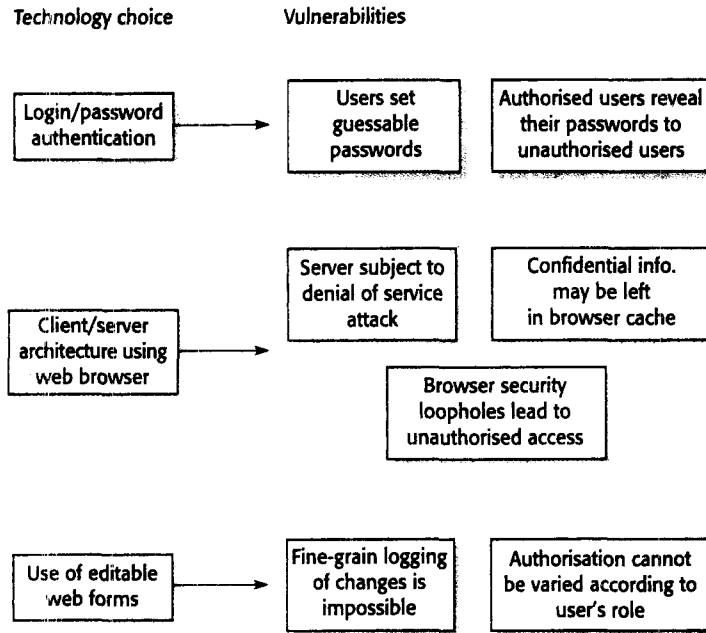 Technology choice
Vulnerabilities
Login/password
authentication
Users set
guessable
passwords
Authorised users reveal
their passwords to
unauthorised users
Client/server
architecture using
web browser
Server subject to
denial of service
attack
Confidential info.
may be left
in browser cache
Browser security
loopholes lead to
unauthorised access
Use of editable
web forms
Fine-grain logging
of changes is
impossible
Authorisation cannot
be varied according to
user's role